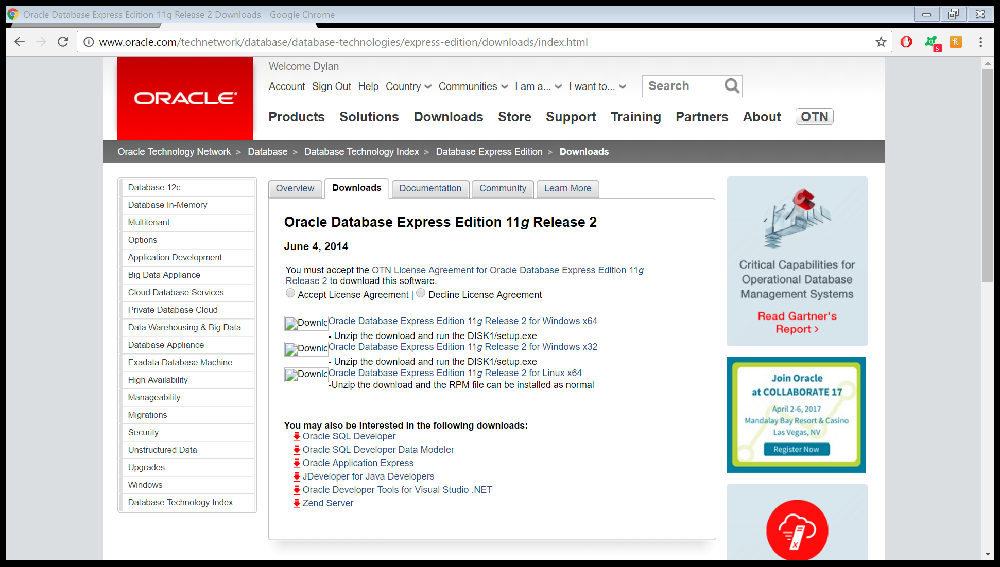 Oracle Database Express Edition 11g Release 2 Downloads - Google Chrome
www.oracle.com/technetwork/database/database-technologies/express-edition/downloads/index.html
5
h
ORACLE
Welcome Dylan
Account Sign Out Help Country Communities I am a... I want to... Search
Products Solutions Downloads Store Support Training Partners About OTN
Oracle Technology Network > Database > Database Technology Index > Database Express Edition > Downloads
Database 12c
Database In-Memory
Multitenant
Options
Application Development
Big Data Appliance
Cloud Database Services
Private Database Cloud
Data Warehousing & Big Data
Database Appliance
Exadata Database Machine
High Availability
Manageability
Migrations
Security
Unstructured Data
Upgrades
Windows
Database Technology Index
Overview Downloads Documentation Community Learn More
Oracle Database Express Edition 11g Release 2
June 4, 2014
You must accept the OTN License Agreement for Oracle Database Express Edition 11g
Release 2 to download this software.
Accept License Agreement | Decline License Agreement
Downlo Oracle Database Express Edition 11g Release 2 for Windows x64
- Unzip the download and run the DISK1/setup.exe
Downlo Oracle Database Express Edition 11g Release 2 for Windows x32
- Unzip the download and run the DISK1/setup.exe
Downlo Oracle Database Express Edition 11g Release 2 for Linux x64
-Unzip the download and the RPM file can be installed as normal
You may also be interested in the following downloads:
Oracle SQL Developer
Oracle SQL Developer Data Modeler
Oracle Application Express
JDeveloper for Java Developers
Oracle Developer Tools for Visual Studio .NET
Zend Server
Critical Capabilities for
Operational Database
Management Systems
Read Gartner's
Report >
Join Oracle
at COLLABORATE 17
April 2-6, 2017
Mandalay Bay Resort & Casino
Las Vegas, NV
Register Now
X